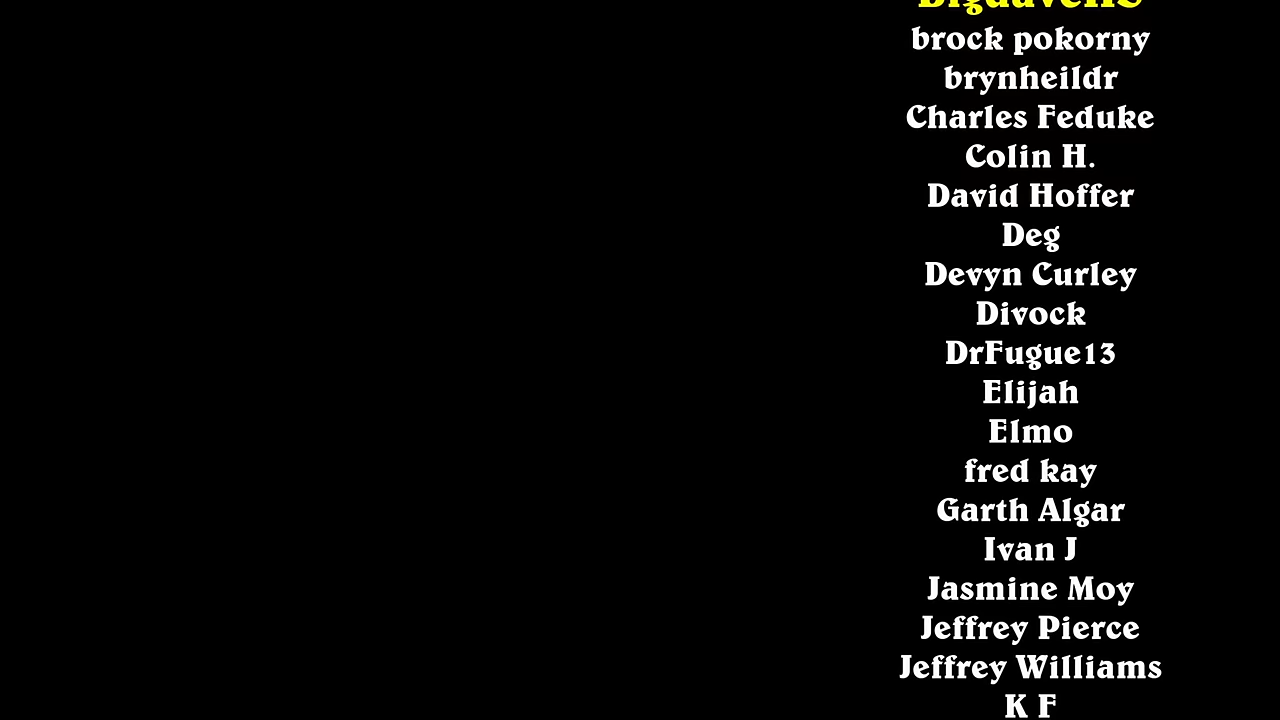 brock pokorny
brynheildr
Charles Feduke
Colin H.
David Hoffer
Deg
Devyn Curley
Divock
DrFugue13
Elijah
Elmo
fred kay
Garth Algar
Ivan J
Jasmine Moy
Jeffrey Pierce
Jeffrey Williams
K F